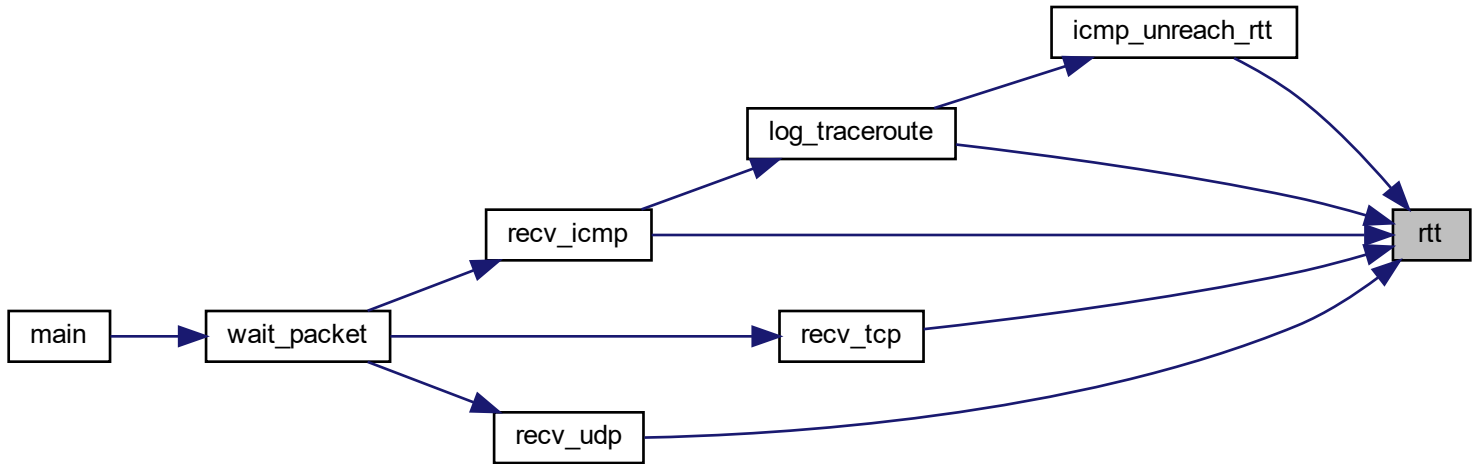 icmp_unreach_rtt
log_traceroute
recv_icmp
rtt
main
wait_packet
recv_tcp
recv_udp